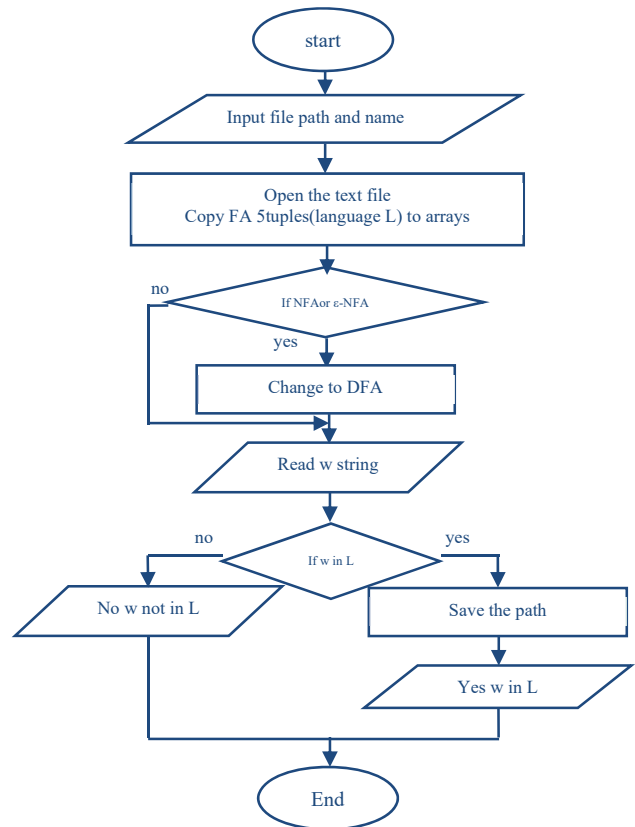 start
Input file path and name
Open the text file
Copy FA 5tuples(language L) to arrays
no
If NFAor ε-NFA
yes
Change to DFA
Read w string
no
yes
If w in L
No w not in L
Save the path
Yes w in L
End